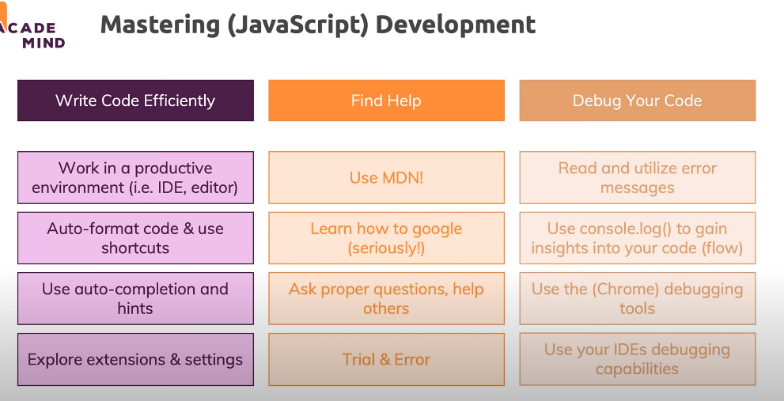 ACADE
MIND
Mastering (JavaScript) Development
Write Code Efficiently
Work in a productive
environment (i.e. IDE, editor)
Auto-format code & use
shortcuts
Use auto-completion and
hints
Explore extensions & settings
Find Help
Use MDN!
Learn how to google
(seriously!)
Ask proper questions, help
others
Trial & Error
Debug Your Code
Read and utilize error
messages
Use console.log() to gain
insights into your code (flow)
Use the (Chrome) debugging
tools
Use your IDEs debugging
capabilities